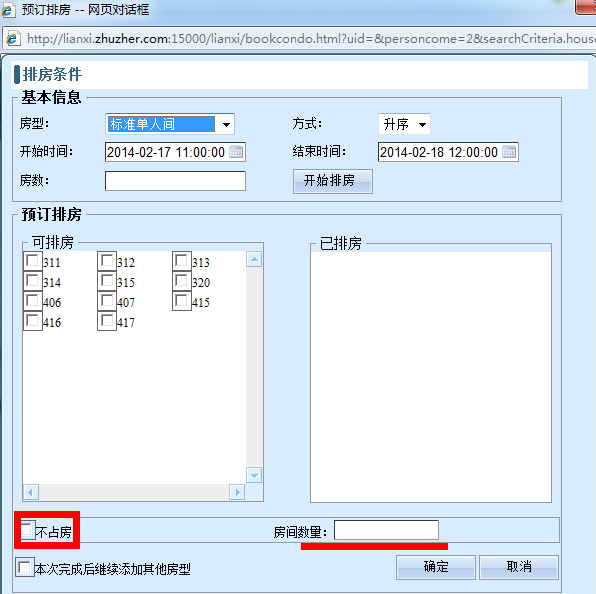 预订排房 -- 网页对话框
http://lianxi.zhuzher.com:15000/lianxi/bookcondo.html?uid=&personcome=2&searchCriteria.hous
排房条件
基本信息
房型： 标准单人间 方式： 升序
开始时间： 2014-02-17 11:00:00 结束时间： 2014-02-18 12:00:00
房数： 开始排房
预订排房
可排房 已排房
311 312 313
314 315 320
406 407 415
416 417
不占房 房间数量：
本次完成后继续添加其他房型 确定 取消